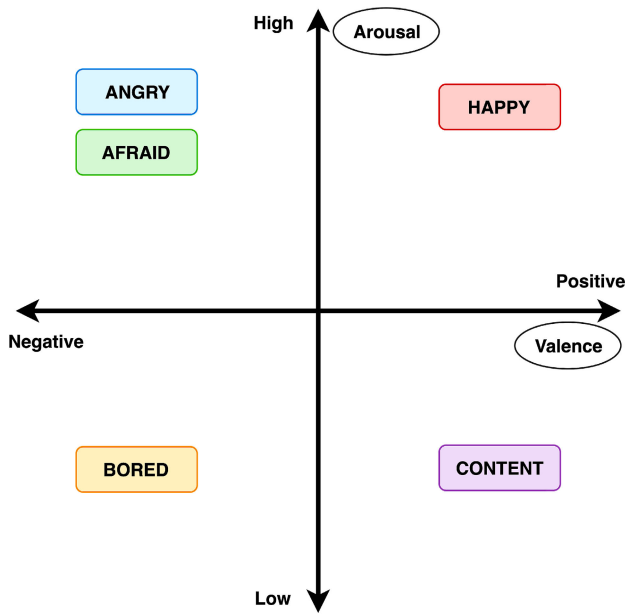 High
Arousal
ANGRY
HAPPY
AFRAID
Positive
Negative
Valence
BORED
CONTENT
Low